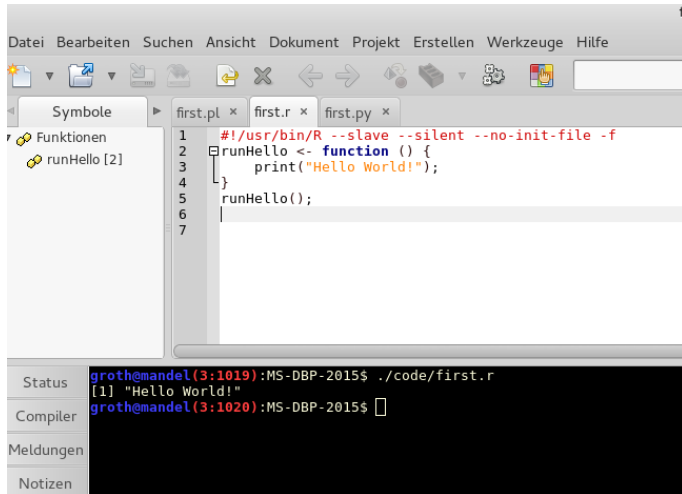 Datei Bearbeiten Suchen Ansicht Dokument Projekt Erstellen Werkzeuge Hilfe
Symbole
first.pl × first.r × first.py ×
Funktionen
runHello [2]
1 #!/usr/bin/R --slave --silent --no-init-file -f
2 runHello <- function () {
3 print("Hello World!");
4 }
5 runHello();
6
7
Status
Compiler
Meldungen
Notizen
groth@mandel(3:1019):MS-DBP-2015$ ./code/first.r
[1] "Hello World!"
groth@mandel(3:1020):MS-DBP-2015$